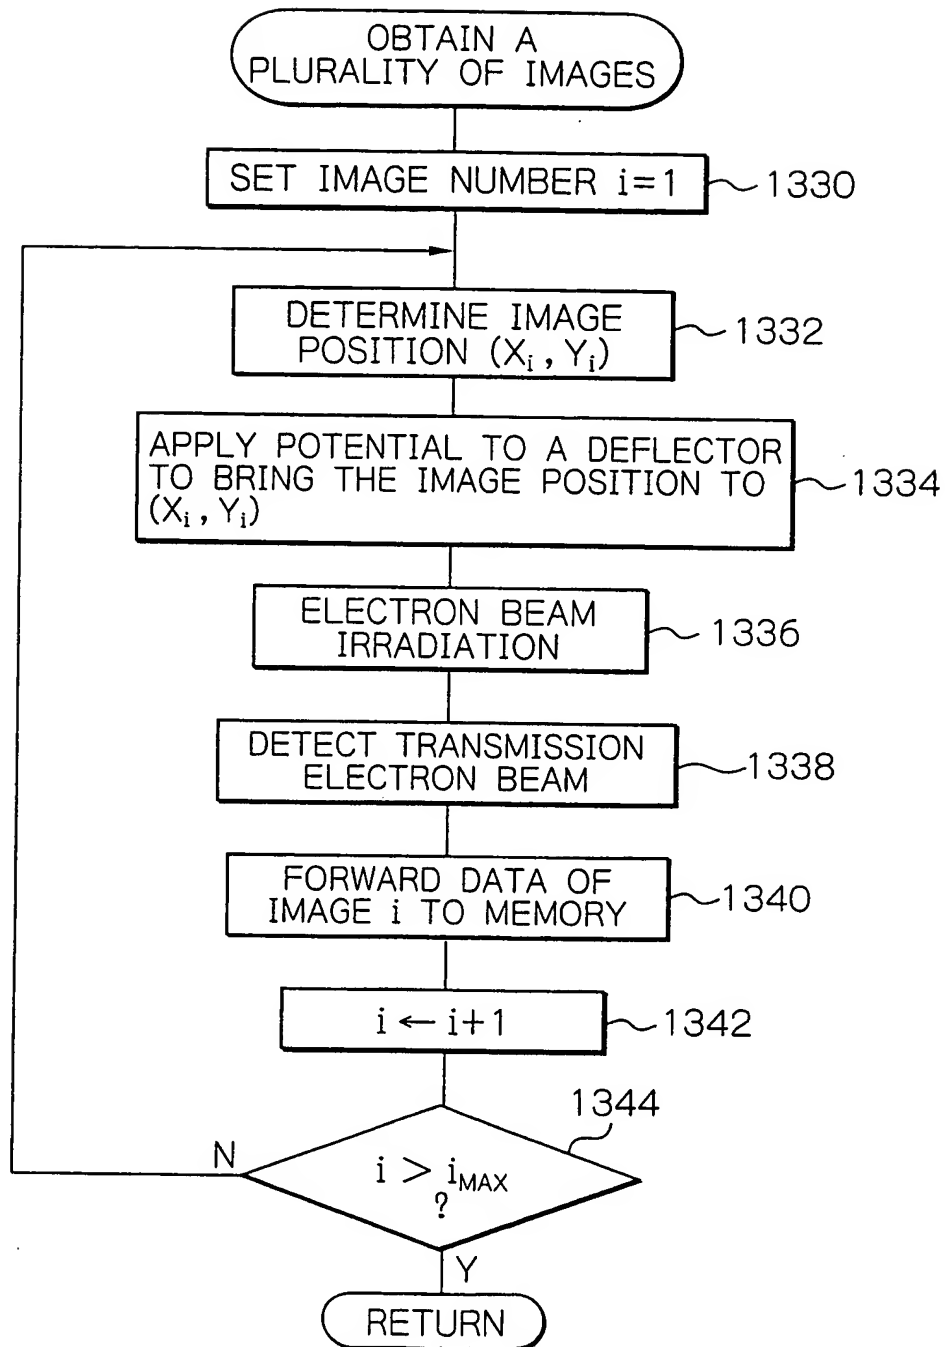 OBTAIN A
PLURALITY OF IMAGES
SET IMAGE NUMBER i=1
1330
DETERMINE IMAGE
POSITION (Xi, Yi)
1332
APPLY POTENTIAL TO A DEFLECTOR
TO BRING THE IMAGE POSITION TO
(Xi, Yi)
1334
ELECTRON BEAM
IRRADIATION
1336
DETECT TRANSMISSION
ELECTRON BEAM
1338
FORWARD DATA OF
IMAGE i TO MEMORY
1340
i ← i+1
1342
1344
N
i > iMAX
?
Y
RETURN